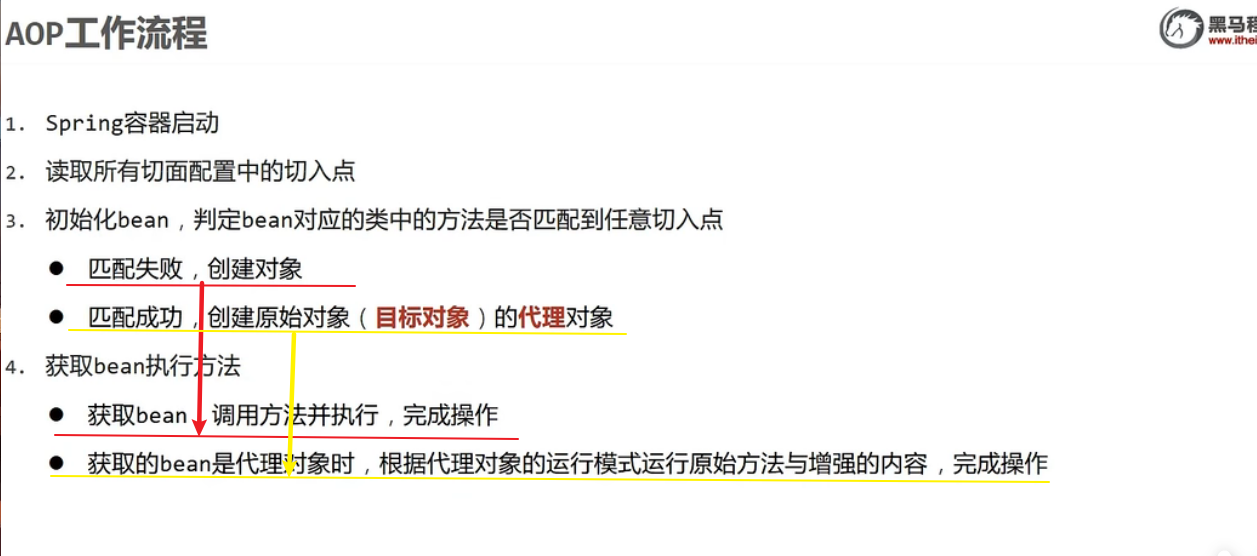 AOP工作流程
黑马程
www.ithei
1. Spring容器启动
2. 读取所有切面配置中的切入点
3. 初始化bean，判定bean对应的类中的方法是否匹配到任意切入点
● 匹配失败，创建对象
● 匹配成功，创建原始对象（目标对象）的代理对象
4. 获取bean执行方法
● 获取bean，调用方法并执行，完成操作
● 获取的bean是代理对象时，根据代理对象的运行模式运行原始方法与增强的内容，完成操作